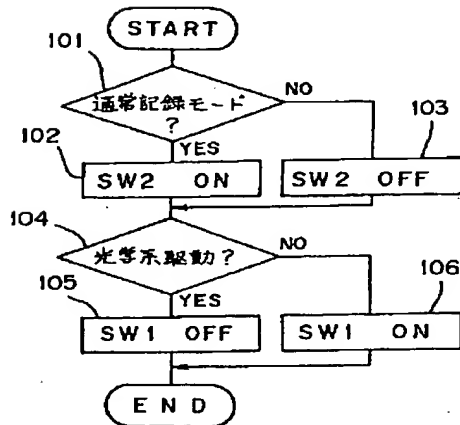 START
101
通常記録モード
?
NO
102
YES
103
SW2 ON
SW2 OFF
104
光学系駆動?
NO
105
YES
106
SW1 OFF
SW1 ON
END